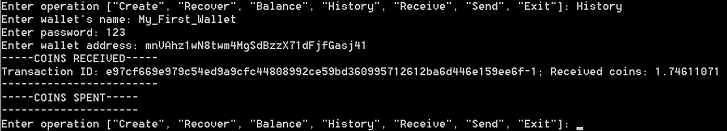 Enter operation ["Create", "Recover", "Balance", "History", "Receive", "Send", "Exit"]: History
Enter wallet's name: My_First_Wallet
Enter password: 123
Enter wallet address: mnVAhz1wN8twm4MgSdBzzX71dFjfGasj41
-----COINS RECEIVED-----
Transaction ID: e97cf669e979c54ed9a9cfc44808992ce59bd360995712612ba6d446e159ee6f-1; Received coins: 1.74611071
------------------------
-----COINS SPENT-----
---------------------
Enter operation ["Create", "Recover", "Balance", "History", "Receive", "Send", "Exit"]: _